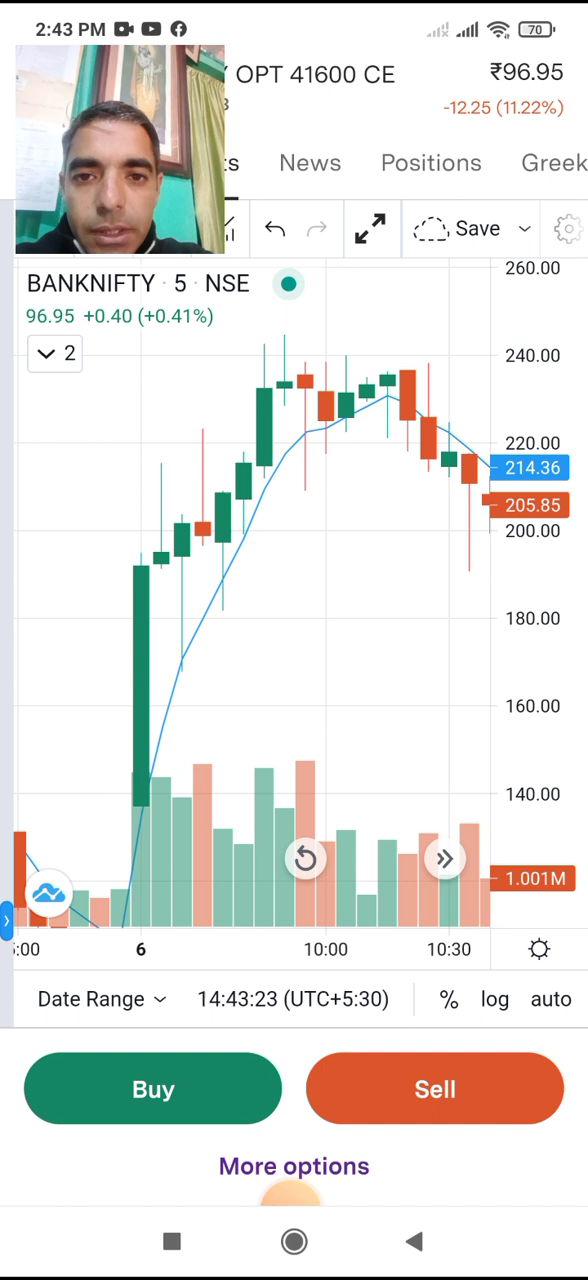 2:43 PM 70
OPT 41600 CE ₹96.95
-12.25 (11.22%)
ts News Positions Greek
Save
BANKNIFTY · 5 · NSE
96.95 +0.40 (+0.41%)
2
260.00
240.00
220.00
214.36
205.85
200.00
180.00
160.00
140.00
1.001M
5:00 6 10:00 10:30
Date Range 14:43:23 (UTC+5:30) % log auto
Buy Sell
More options